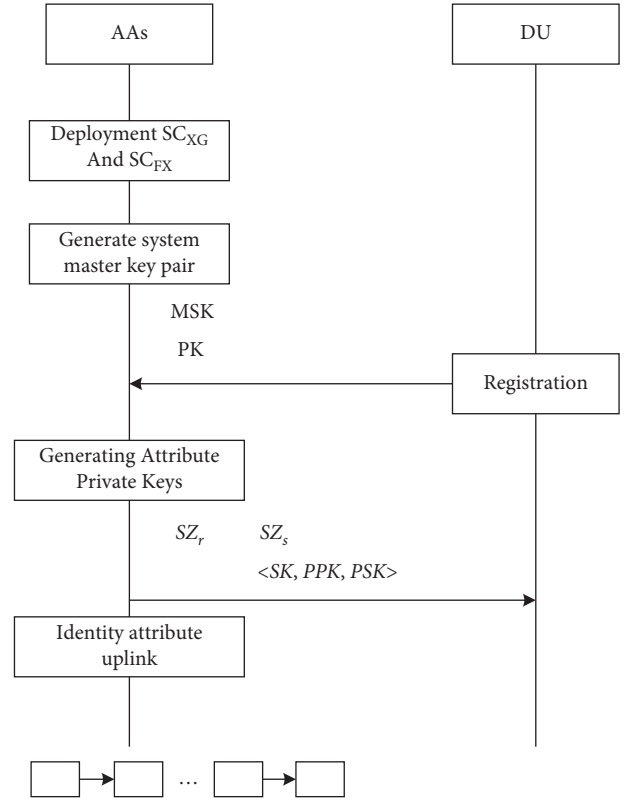 AAs
DU
Deployment SC_XG
And SC_FX
Generate system
master key pair
MSK
PK
Registration
Generating Attribute
Private Keys
SZ_r SZ_s
<SK, PPK, PSK>
Identity attribute
uplink
...